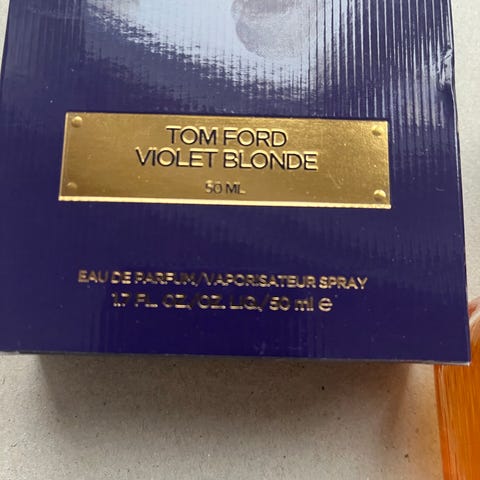 TOM FORD
VIOLET BLONDE
50 ML
EAU DE PARFUM/VAPORISATEUR SPRAY
1.7 FL. OZ./OZ. LIQ./50 ml e